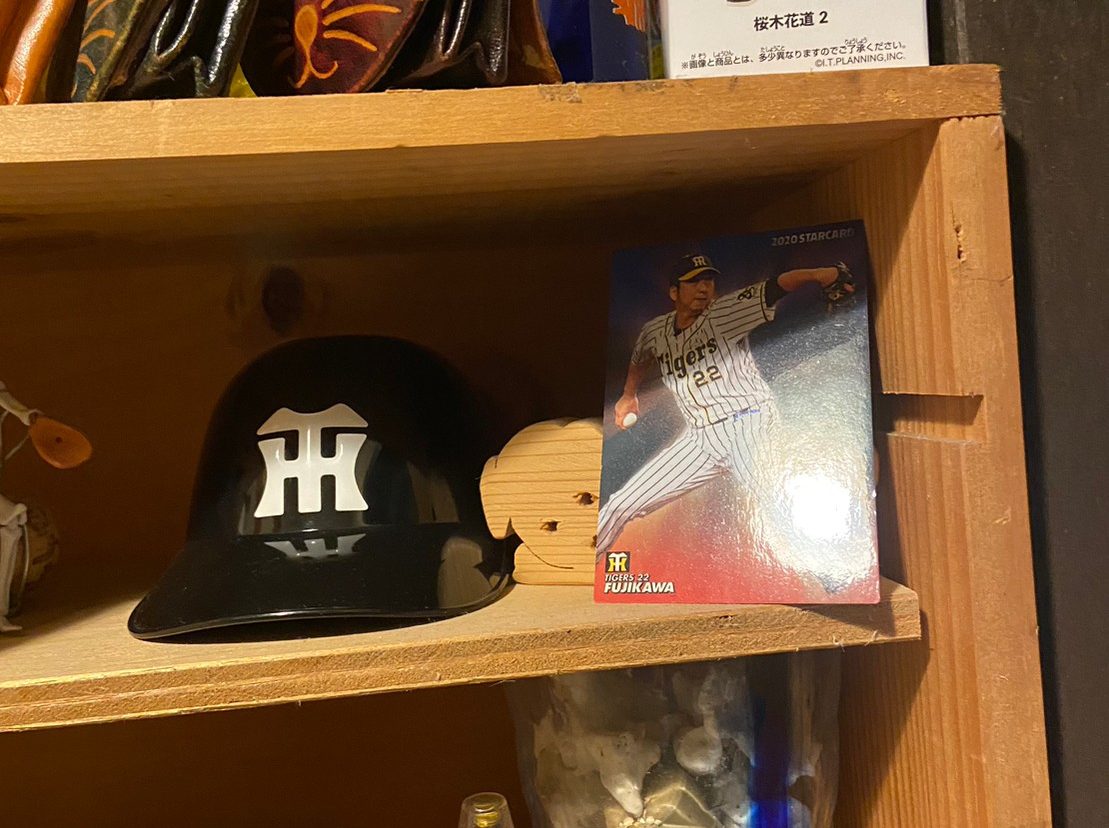 桜木花道 2
※画像と商品とは、多少異なりますのでご了承ください。
©I.T.PLANNING,INC.
2020 STARCARD
Tigers
22
TIGERS 22
FUJIKAWA